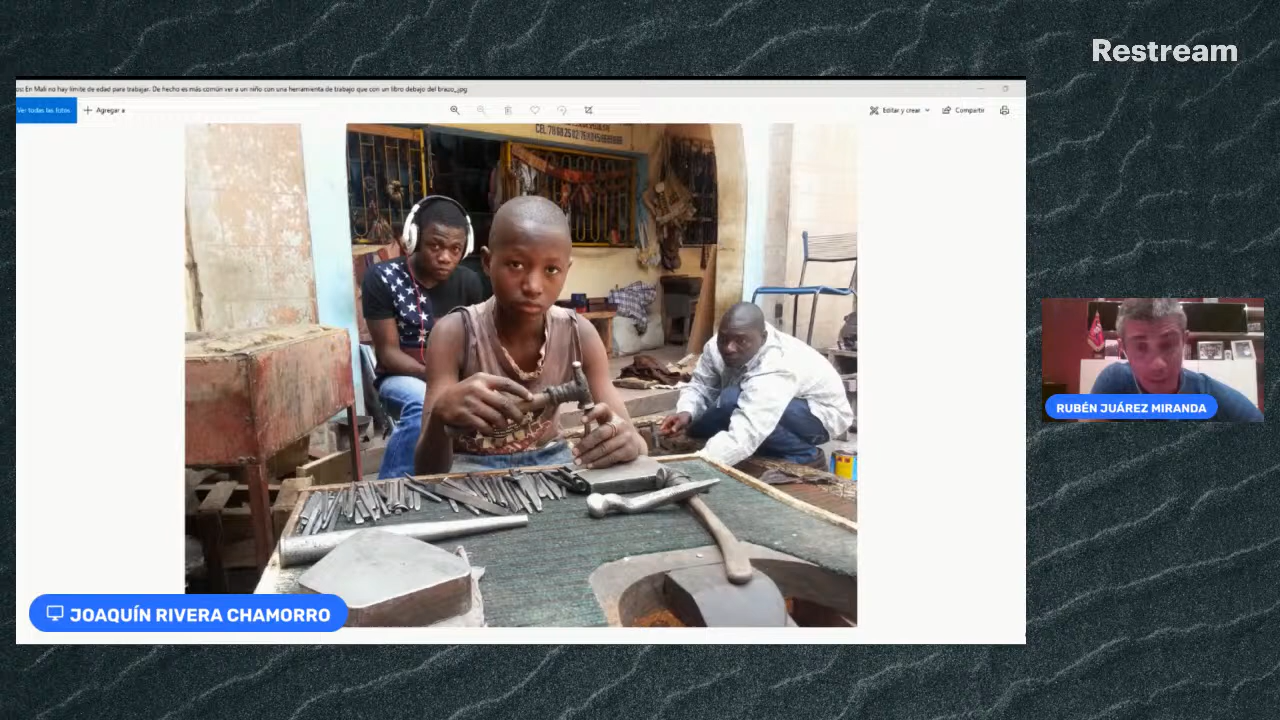 Restream
En Mali no hay límite de edad para trabajar. De hecho es más común ver a un niño con una herramienta de trabajo que con un libro debajo del brazo_.jpg
Ver todas las fotos
Agregar a
Editar y crear
Compartir
RUBÉN JUÁREZ MIRANDA
JOAQUÍN RIVERA CHAMORRO